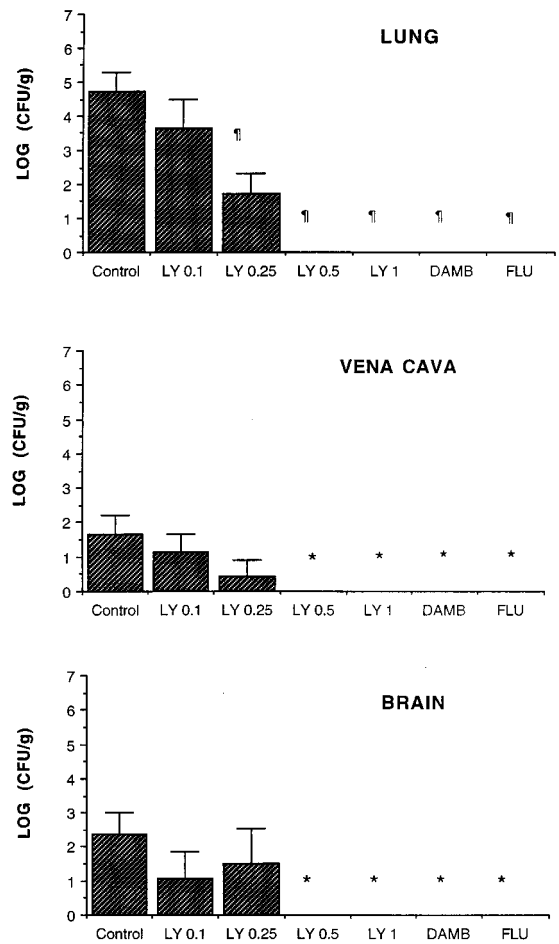 LUNG
LOG (CFU/g)
7
6
5
4
3
2
1
0
¶
¶ ¶ ¶ ¶
Control LY 0.1 LY 0.25 LY 0.5 LY 1 DAMB FLU
VENA CAVA
LOG (CFU/g)
7
6
5
4
3
2
1
0
* * * *
Control LY 0.1 LY 0.25 LY 0.5 LY 1 DAMB FLU
BRAIN
LOG (CFU/g)
7
6
5
4
3
2
1
0
* * * *
Control LY 0.1 LY 0.25 LY 0.5 LY 1 DAMB FLU